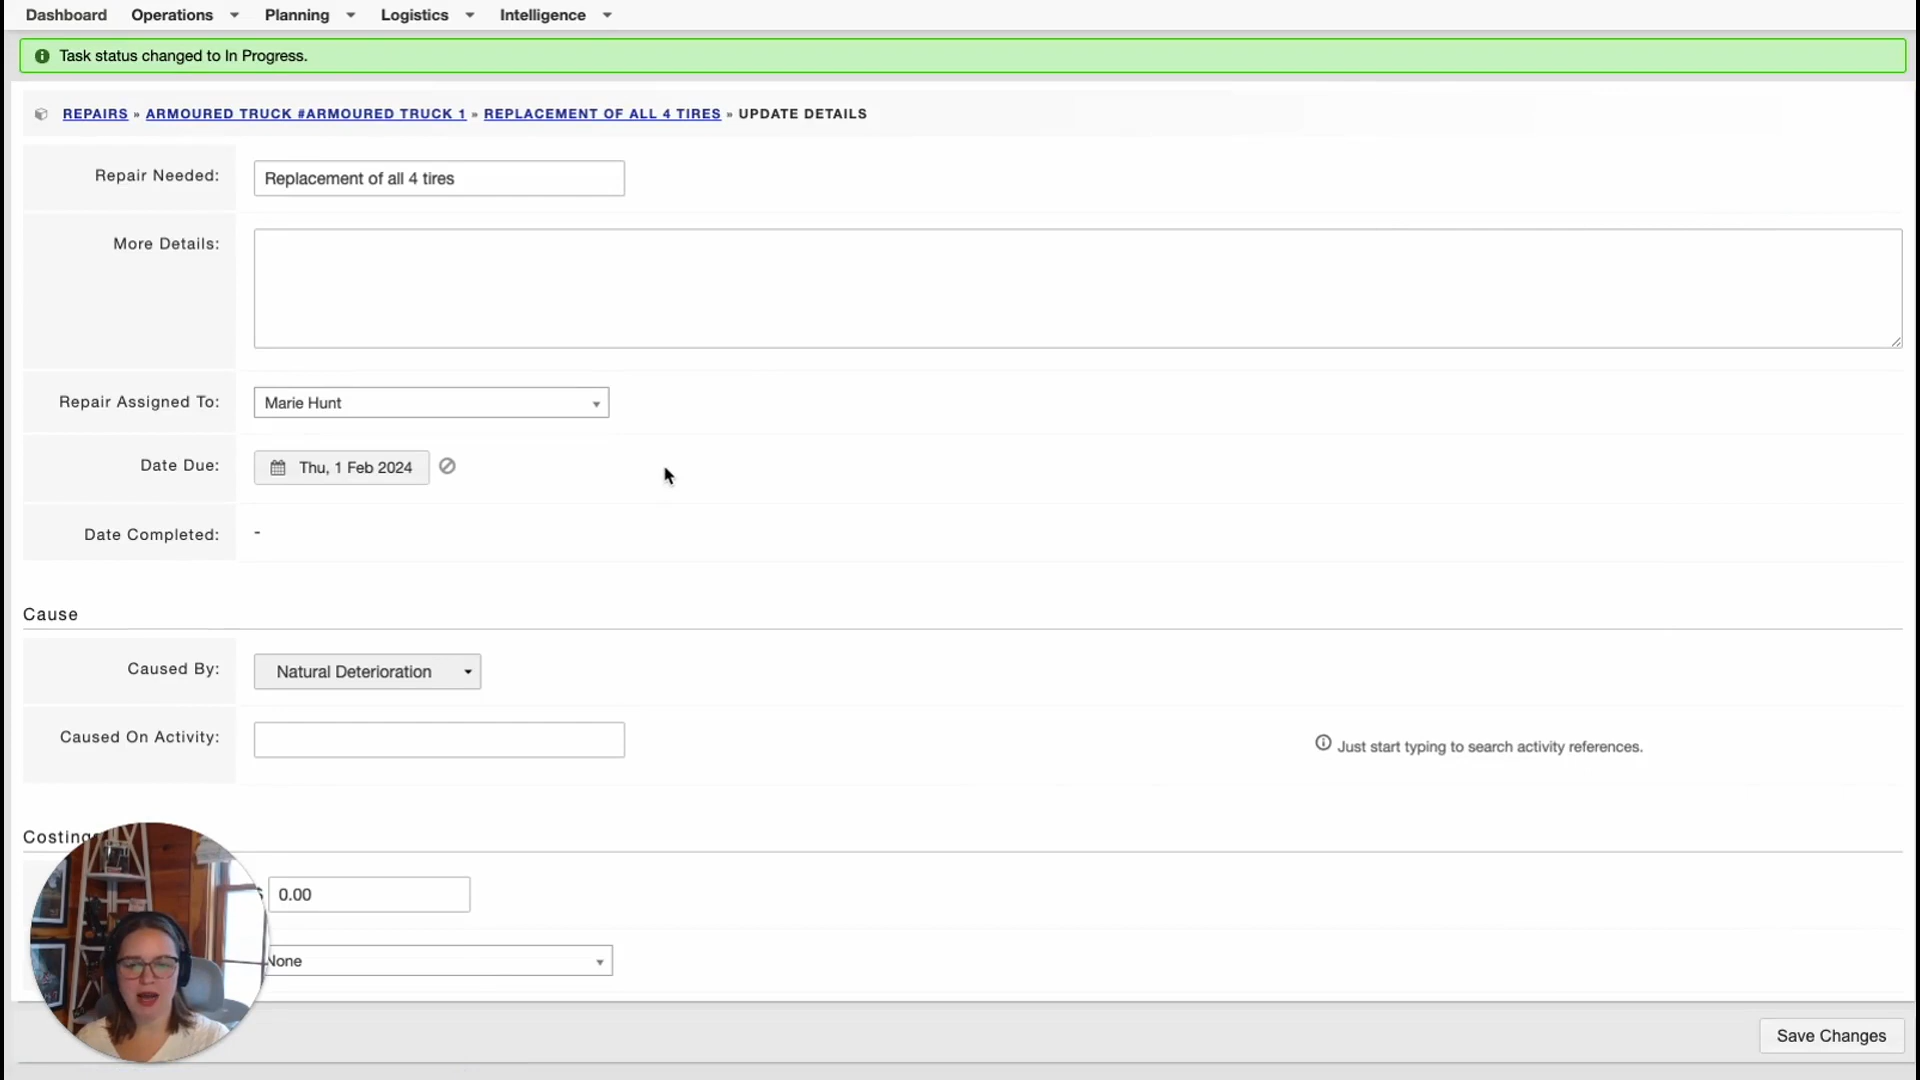 Dashboard Operations Planning Logistics Intelligence
Task status changed to In Progress.
REPAIRS » ARMOURED TRUCK #ARMOURED TRUCK 1 » REPLACEMENT OF ALL 4 TIRES » UPDATE DETAILS
Repair Needed: Replacement of all 4 tires
More Details:
Repair Assigned To: Marie Hunt
Date Due: Thu, 1 Feb 2024
Date Completed: -
Cause
Caused By: Natural Deterioration
Caused On Activity: Just start typing to search activity references.
0.00
None
Save Changes